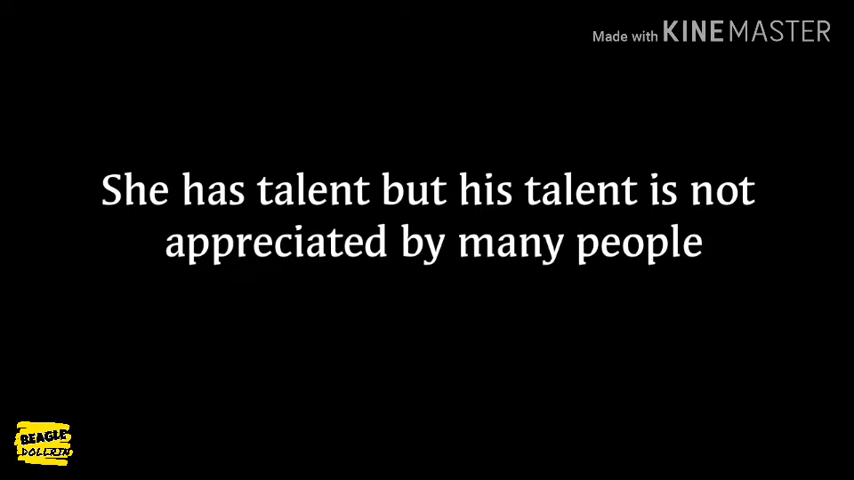 Made with KINEMASTER
She has talent but his talent is not
appreciated by many people
BEAGLE
DOLLRIN